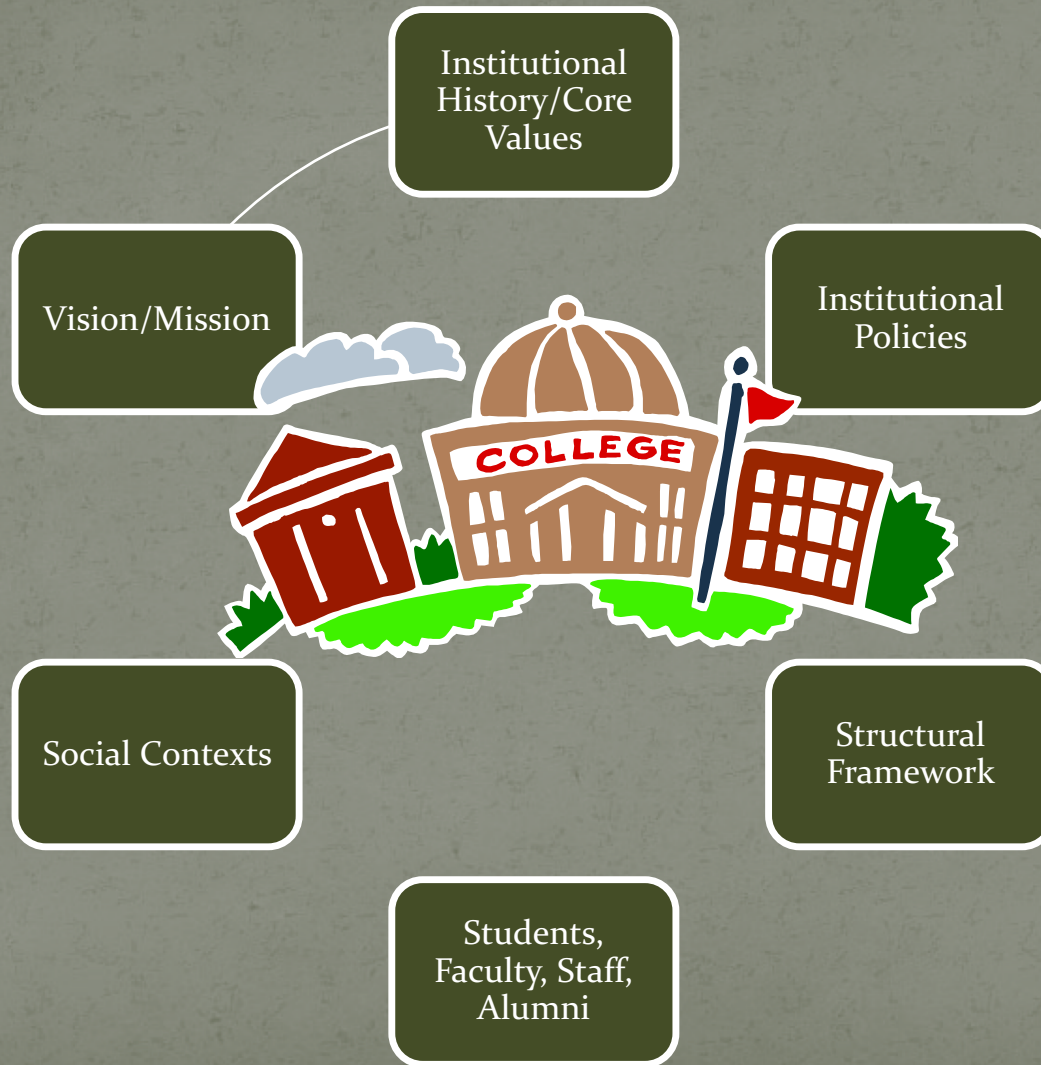 Institutional
History/Core
Values
Vision/Mission
Institutional
Policies
COLLEGE
Social Contexts
Structural
Framework
Students,
Faculty, Staff,
Alumni